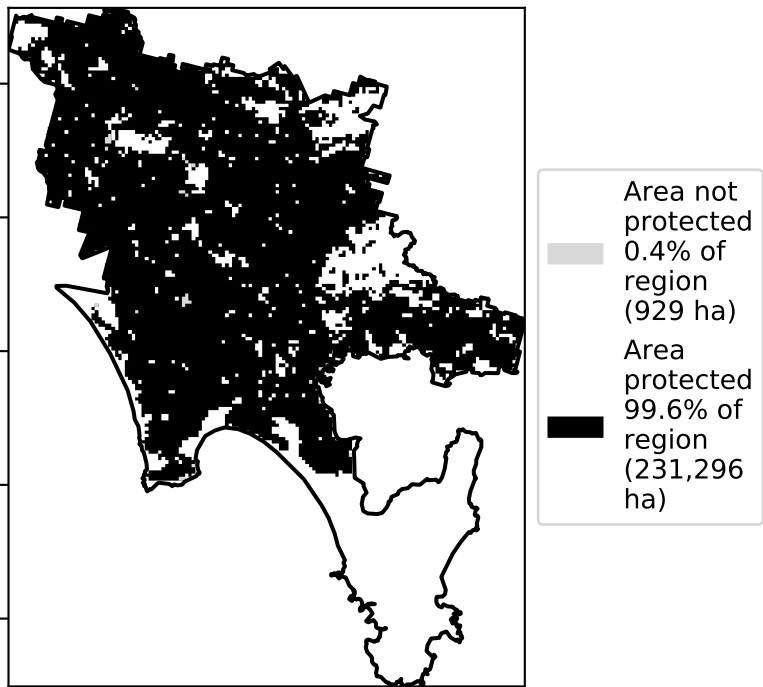 Area not
protected
0.4% of
region
(929 ha)
Area
protected
99.6% of
region
(231,296
ha)